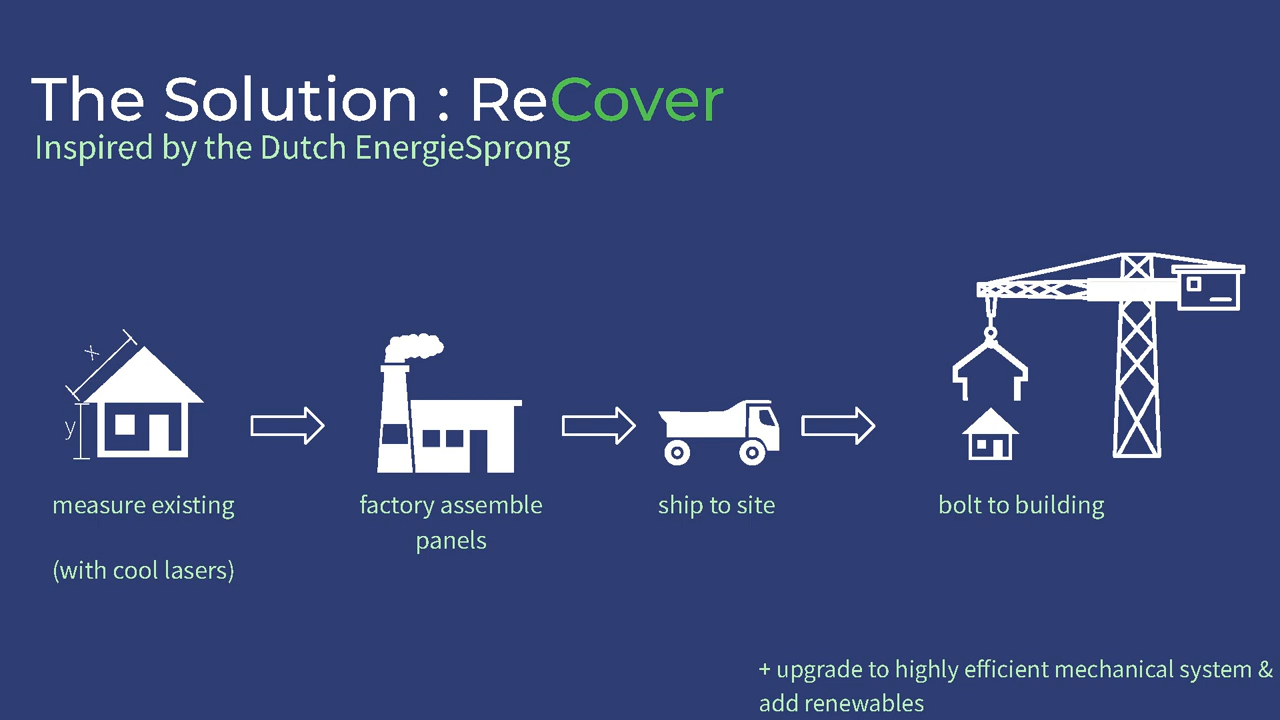 The Solution : ReCover
Inspired by the Dutch EnergieSprong
x
y
measure existing
(with cool lasers)
factory assemble
panels
ship to site
bolt to building
+ upgrade to highly efficient mechanical system &
add renewables